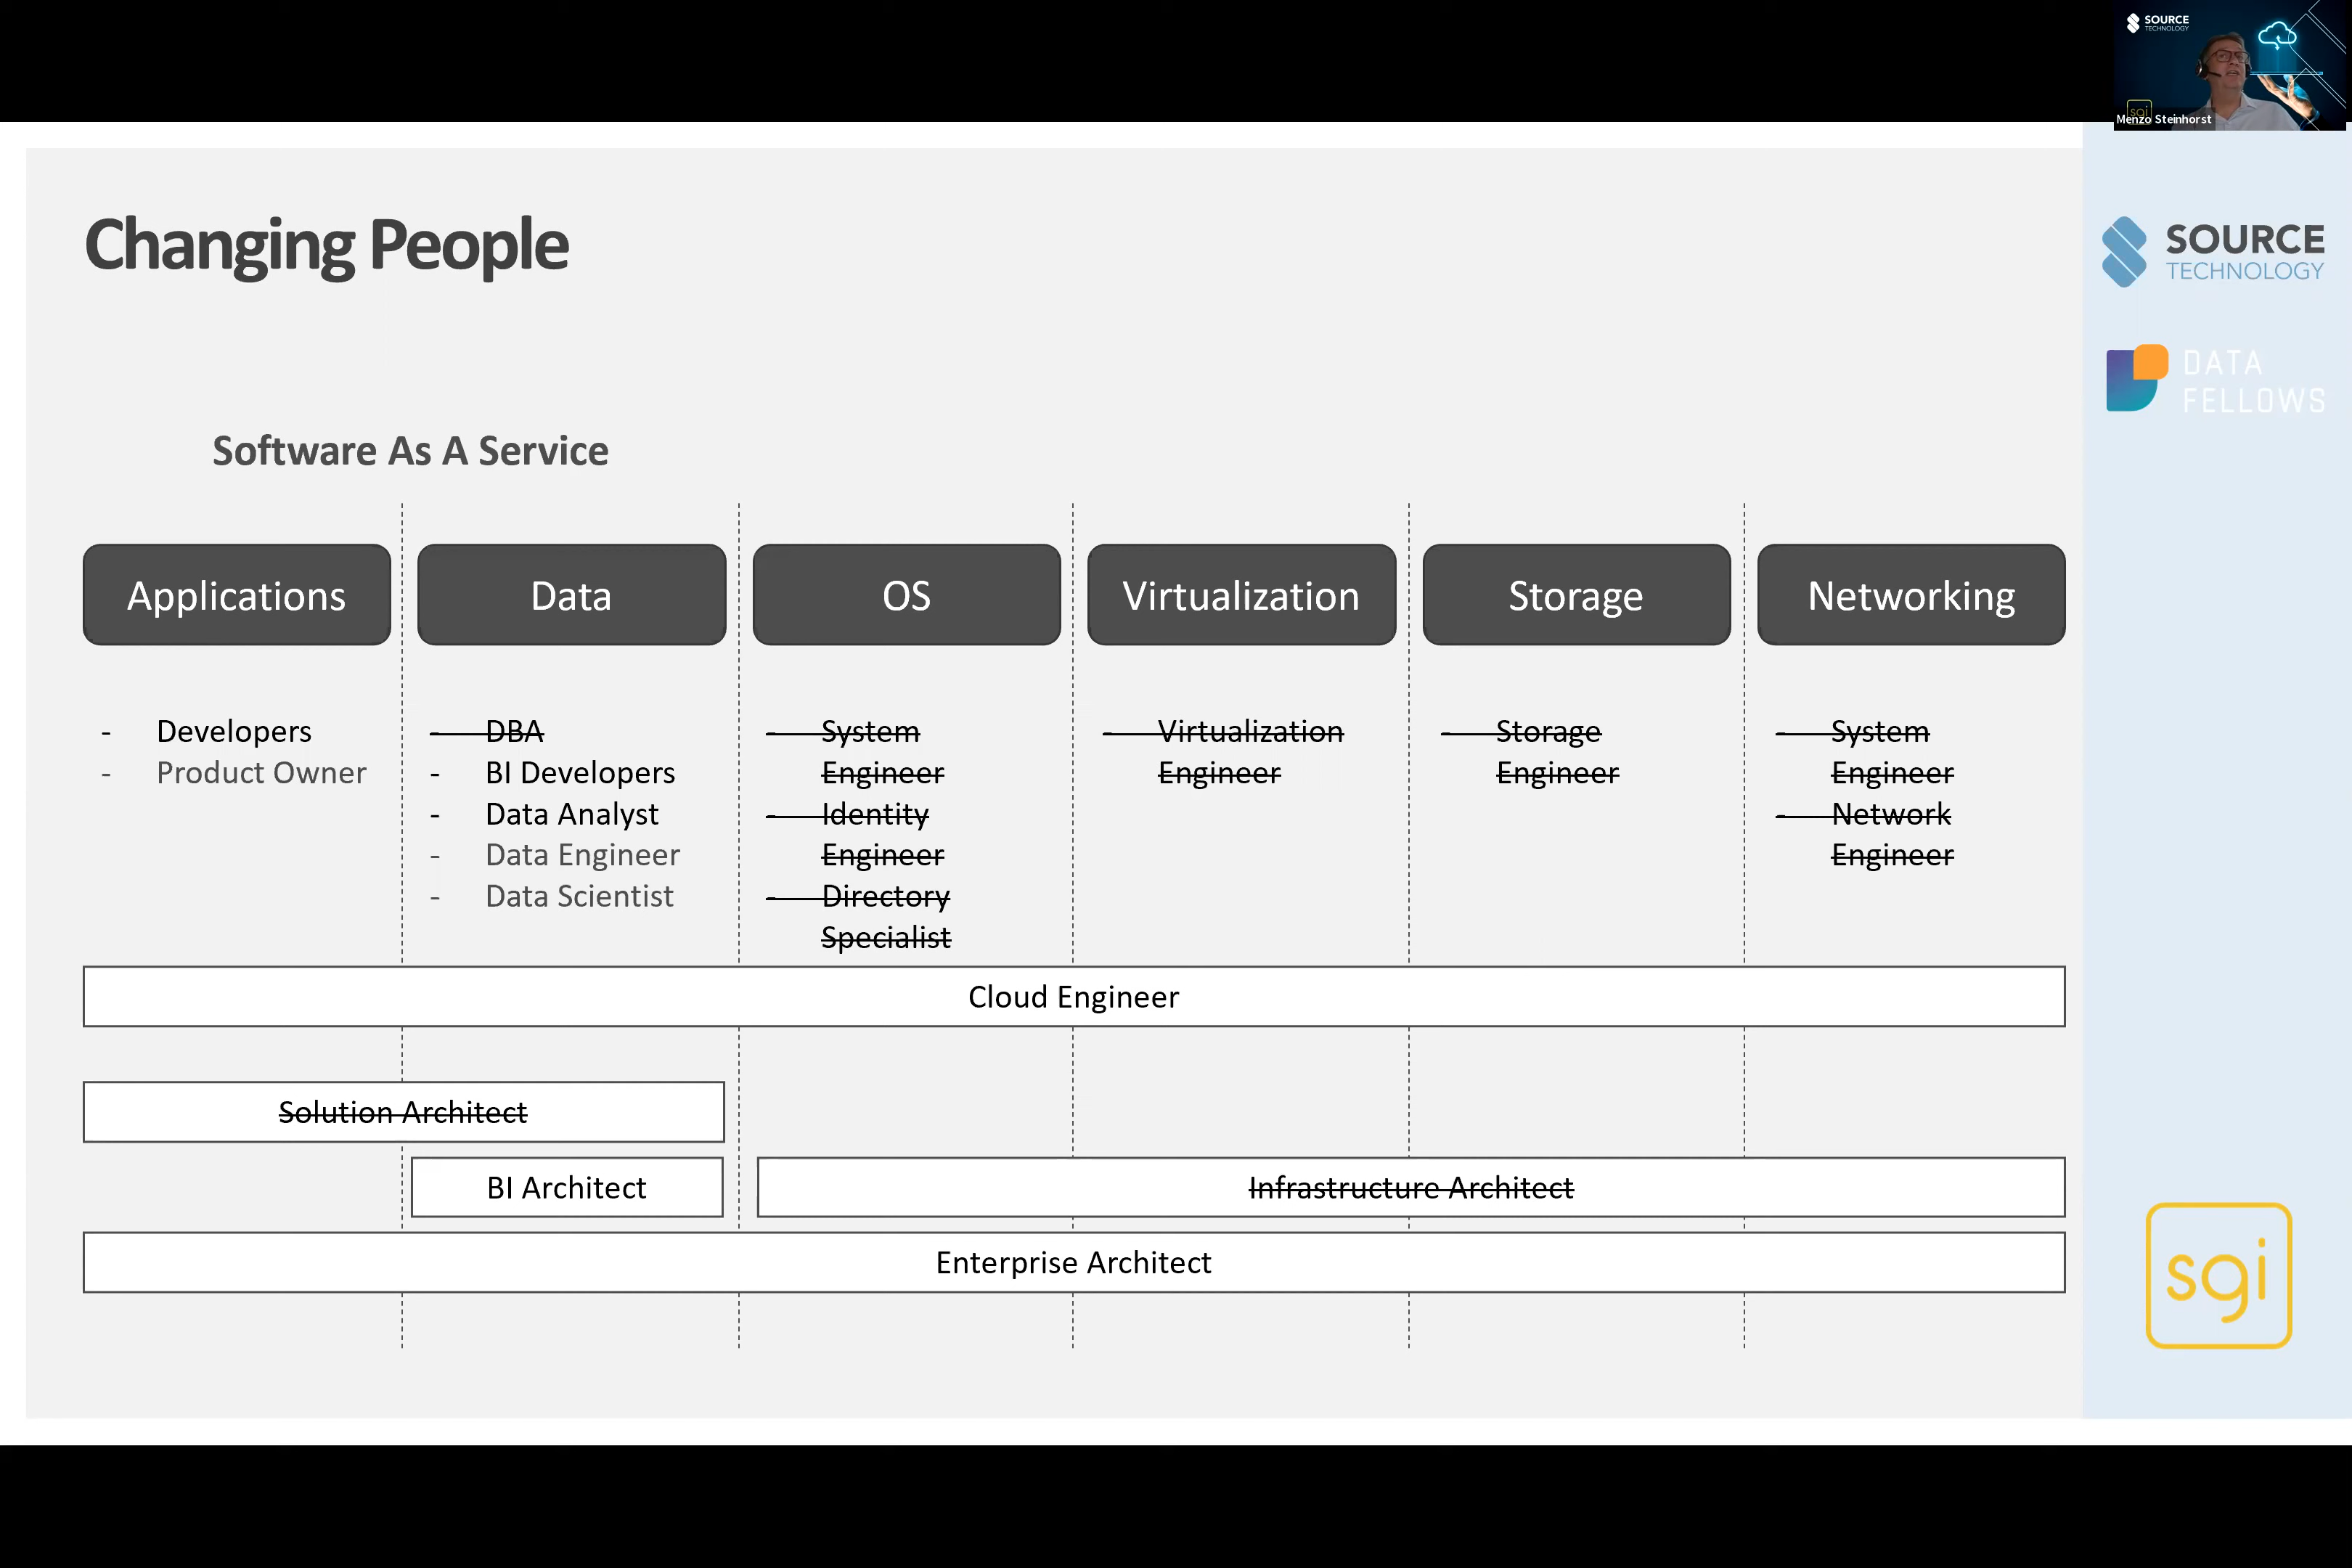 SOURCE
TECHNOLOGY
sgi
Menzo Steinhorst
Changing People
SOURCE
TECHNOLOGY
DATA
FELLOWS
Software As A Service
Applications
Data
OS
Virtualization
Storage
Networking
- Developers
- Product Owner
- DBA
- BI Developers
- Data Analyst
- Data Engineer
- Data Scientist
- System
Engineer
- Identity
Engineer
- Directory
Specialist
- Virtualization
Engineer
- Storage
Engineer
- System
Engineer
- Network
Engineer
Cloud Engineer
Solution Architect
BI Architect
Infrastructure Architect
Enterprise Architect
sgi